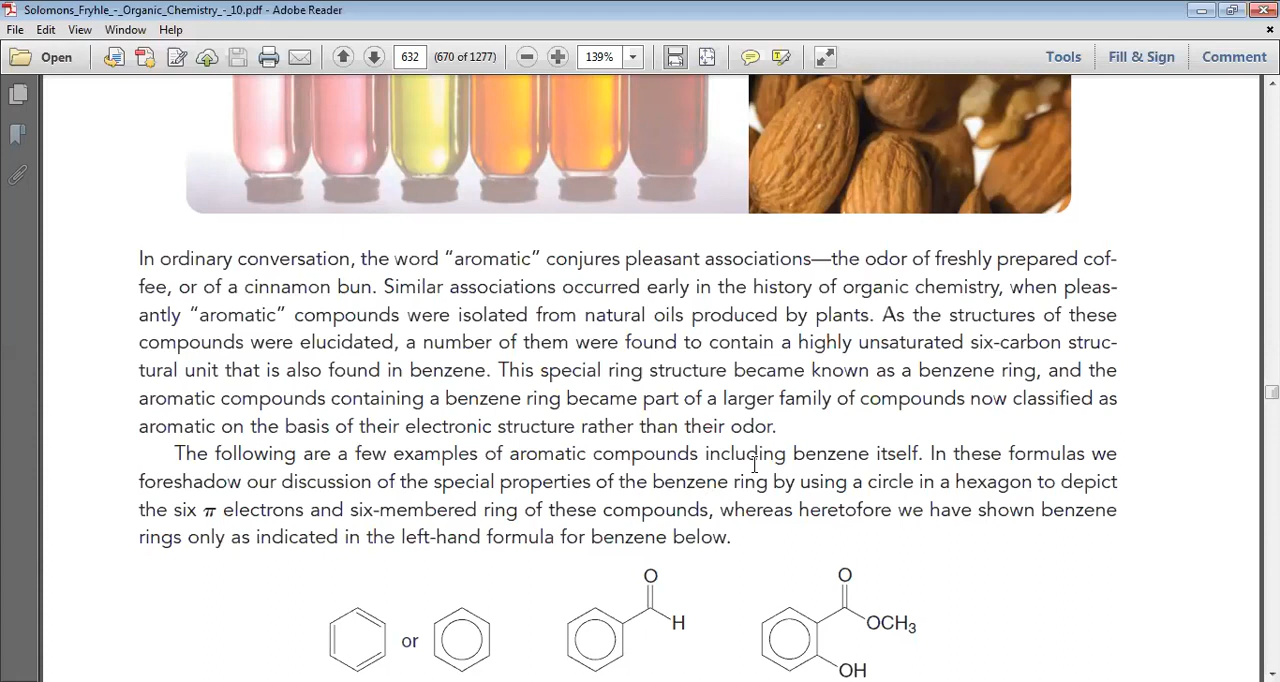 Solomons_Fryhle_-_Organic_Chemistry_-_10.pdf - Adobe Reader
File Edit View Window Help
Open 632 (670 of 1277) 139% Tools Fill & Sign Comment
In ordinary conversation, the word “aromatic” conjures pleasant associations—the odor of freshly prepared cof-
fee, or of a cinnamon bun. Similar associations occurred early in the history of organic chemistry, when pleas-
antly “aromatic” compounds were isolated from natural oils produced by plants. As the structures of these
compounds were elucidated, a number of them were found to contain a highly unsaturated six-carbon struc-
tural unit that is also found in benzene. This special ring structure became known as a benzene ring, and the
aromatic compounds containing a benzene ring became part of a larger family of compounds now classified as
aromatic on the basis of their electronic structure rather than their odor.
The following are a few examples of aromatic compounds including benzene itself. In these formulas we
foreshadow our discussion of the special properties of the benzene ring by using a circle in a hexagon to depict
the six π electrons and six-membered ring of these compounds, whereas heretofore we have shown benzene
rings only as indicated in the left-hand formula for benzene below.
O O
H OCH3
or
OH